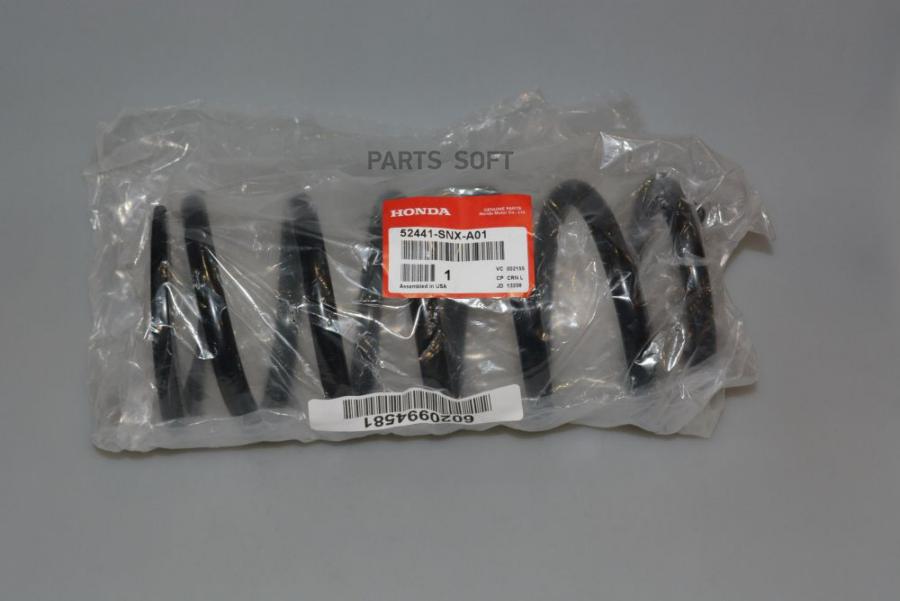 PARTS SOFT
HONDA
GENUINE PARTS
Honda Motor Co., Ltd.
52441-SNX-A01
1
VC 002155
CP CRN L
Assembled in USA
JD 13208
6020994581